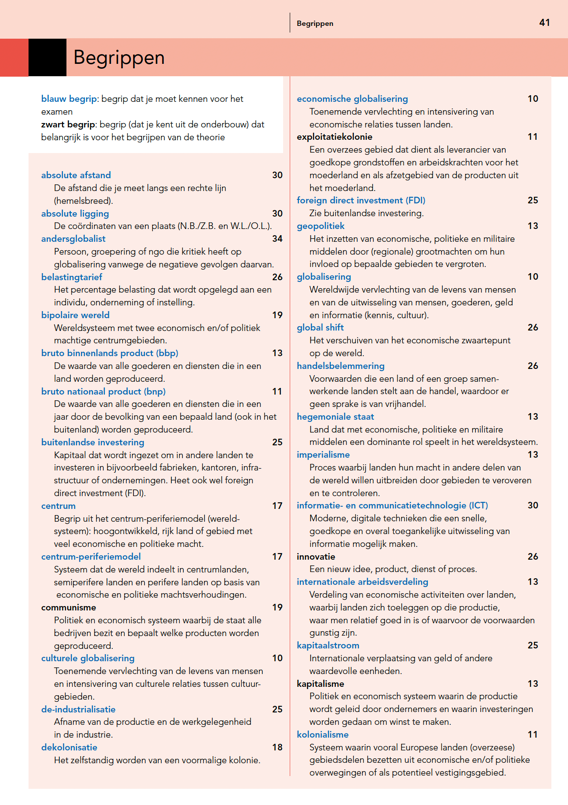 Begrippen
41
Begrippen
blauw begrip: begrip dat je moet kennen voor het
examen
zwart begrip: begrip (dat je kent uit de onderbouw) dat
belangrijk is voor het begrijpen van de theorie
absolute afstand 30
De afstand die je meet langs een rechte lijn
(hemelsbreed).
absolute ligging 30
De coördinaten van een plaats (N.B./Z.B. en W.L./O.L.).
andersglobalist 34
Persoon, groepering of ngo die kritiek heeft op
globalisering vanwege de negatieve gevolgen daarvan.
belastingtarief 26
Het percentage belasting dat wordt opgelegd aan een
individu, onderneming of instelling.
bipolaire wereld 19
Wereldsysteem met twee economisch en/of politiek
machtige centrumgebieden.
bruto binnenlands product (bbp) 13
De waarde van alle goederen en diensten die in een
land worden geproduceerd.
bruto nationaal product (bnp) 11
De waarde van alle goederen en diensten die in een
jaar door de bevolking van een bepaald land (ook in het
buitenland) worden geproduceerd.
buitenlandse investering 25
Kapitaal dat wordt ingezet om in andere landen te
investeren in bijvoorbeeld fabrieken, kantoren, infra-
structuur of ondernemingen. Heet ook wel foreign
direct investment (FDI).
centrum 17
Begrip uit het centrum-periferiemodel (wereld-
systeem): hoogontwikkeld, rijk land of gebied met
veel economische en politieke macht.
centrum-periferiemodel 17
Systeem dat de wereld indeelt in centrumlanden,
semiperifere landen en perifere landen op basis van
economische en politieke machtsverhoudingen.
communisme 19
Politiek en economisch systeem waarbij de staat alle
bedrijven bezit en bepaalt welke producten worden
geproduceerd.
culturele globalisering 10
Toenemende vervlechting van de levens van mensen
en intensivering van culturele relaties tussen cultuur-
gebieden.
de-industrialisatie 25
Afname van de productie en de werkgelegenheid
in de industrie.
dekolonisatie 18
Het zelfstandig worden van een voormalige kolonie.
economische globalisering 10
Toenemende vervlechting en intensivering van
economische relaties tussen landen.
exploitatiekolonie 11
Een overzees gebied dat dient als leverancier van
goedkope grondstoffen en arbeidskrachten voor het
moederland en als afzetgebied van de producten uit
het moederland.
foreign direct investment (FDI) 25
Zie buitenlandse investering.
geopolitiek 13
Het inzetten van economische, politieke en militaire
middelen door (regionale) grootmachten om hun
invloed op bepaalde gebieden te vergroten.
globalisering 10
Wereldwijde vervlechting van de levens van mensen
en van de uitwisseling van mensen, goederen, geld
en informatie (kennis, cultuur).
global shift 26
Het verschuiven van het economische zwaartepunt
op de wereld.
handelsbelemmering 26
Voorwaarden die een land of een groep samen-
werkende landen stelt aan de handel, waardoor er
geen sprake is van vrijhandel.
hegemoniale staat 13
Land dat met economische, politieke en militaire
middelen een dominante rol speelt in het wereldsysteem.
imperialisme 13
Proces waarbij landen hun macht in andere delen van
de wereld willen uitbreiden door gebieden te veroveren
en te controleren.
informatie- en communicatietechnologie (ICT) 30
Moderne, digitale technieken die een snelle,
goedkope en overal toegankelijke uitwisseling van
informatie mogelijk maken.
innovatie 26
Een nieuw idee, product, dienst of proces.
internationale arbeidsverdeling 13
Verdeling van economische activiteiten over landen,
waarbij landen zich toeleggen op die productie,
waar men relatief goed in is of waarvoor de voorwaarden
gunstig zijn.
kapitaalstroom 25
Internationale verplaatsing van geld of andere
waardevolle eenheden.
kapitalisme 13
Politiek en economisch systeem waarin de productie
wordt geleid door ondernemers en waarin investeringen
worden gedaan om winst te maken.
kolonialisme 11
Systeem waarin vooral Europese landen (overzeese)
gebiedsdelen bezetten uit economische en/of politieke
overwegingen of als potentieel vestigingsgebied.